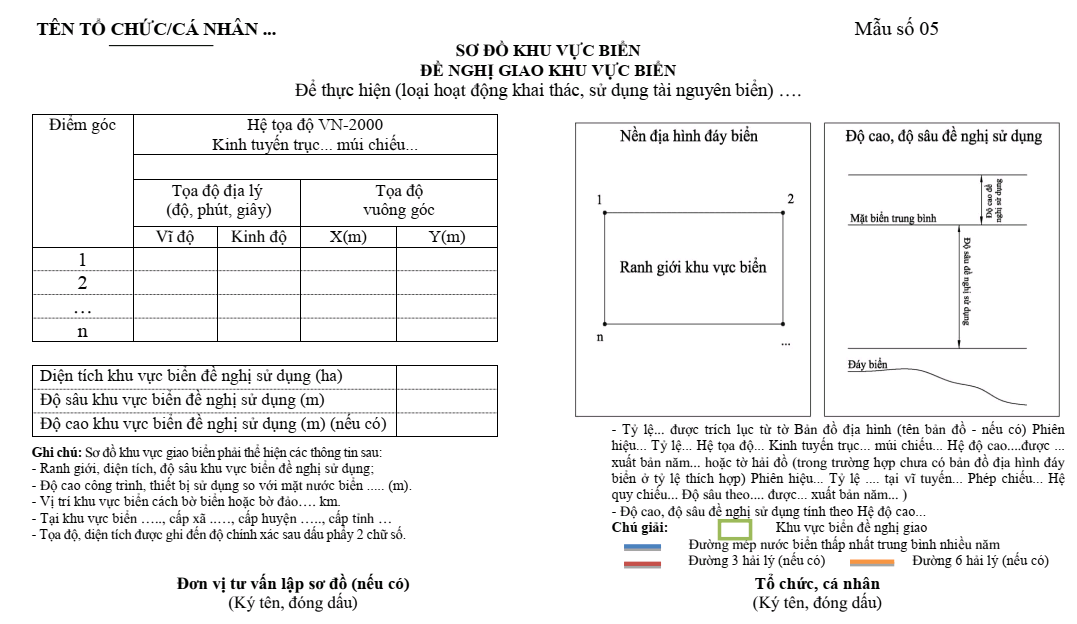 TÊN TỔ CHỨC/CÁ NHÂN ...
Mẫu số 05
SƠ ĐỒ KHU VỰC BIỂN
ĐỀ NGHỊ GIAO KHU VỰC BIỂN
Để thực hiện (loại hoạt động khai thác, sử dụng tài nguyên biển) ….
Điểm góc
Hệ tọa độ VN-2000
Kinh tuyến trục... múi chiếu...
Tọa độ địa lý
(độ, phút, giây)
Tọa độ
vuông góc
Vĩ độ
Kinh độ
X(m)
Y(m)
1
2
…
n
Diện tích khu vực biển đề nghị sử dụng (ha)
Độ sâu khu vực biển đề nghị sử dụng (m)
Độ cao khu vực biển đề nghị sử dụng (m) (nếu có)
Ghi chú: Sơ đồ khu vực giao biển phải thể hiện các thông tin sau:
- Ranh giới, diện tích, độ sâu khu vực biển đề nghị sử dụng;
- Độ cao công trình, thiết bị sử dụng so với mặt nước biển ..... (m).
- Vị trí khu vực biển cách bờ biển hoặc bờ đảo…. km.
- Tại khu vực biển ….., cấp xã ….., cấp huyện ….., cấp tỉnh …
- Tọa độ, diện tích được ghi đến độ chính xác sau dấu phẩy 2 chữ số.
Đơn vị tư vấn lập sơ đồ (nếu có)
(Ký tên, đóng dấu)
Nền địa hình đáy biển
1
2
Ranh giới khu vực biển
n
...
Độ cao, độ sâu đề nghị sử dụng
Độ cao đề
nghị sử dụng
Mặt biển trung bình
Độ sâu đề nghị sử dụng
Đáy biển
- Tỷ lệ... được trích lục từ tờ Bản đồ địa hình (tên bản đồ - nếu có) Phiên
hiệu... Tỷ lệ... Hệ tọa độ... Kinh tuyến trục... múi chiếu... Hệ độ cao....được ...
xuất bản năm... hoặc tờ hải đồ (trong trường hợp chưa có bản đồ địa hình đáy
biển ở tỷ lệ thích hợp) Phiên hiệu... Tỷ lệ .... tại vĩ tuyến... Phép chiếu... Hệ
quy chiếu... Độ sâu theo.... được... xuất bản năm... )
- Độ cao, độ sâu đề nghị sử dụng tính theo Hệ độ cao...
Chú giải: Khu vực biển đề nghị giao
Đường mép nước biển thấp nhất trung bình nhiều năm
Đường 3 hải lý (nếu có) Đường 6 hải lý (nếu có)
Tổ chức, cá nhân
(Ký tên, đóng dấu)